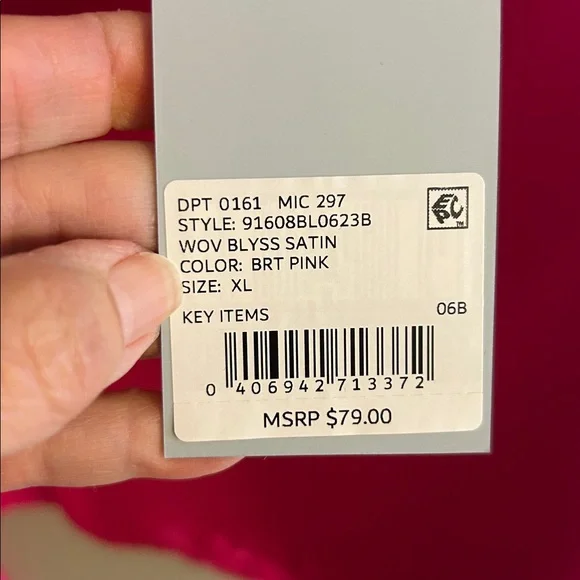 DPT 0161 MIC 297
STYLE: 91608BL0623B
WOV BLYSS SATIN
COLOR: BRT PINK
SIZE: XL
KEY ITEMS 06B
0 406942 713372
MSRP $79.00